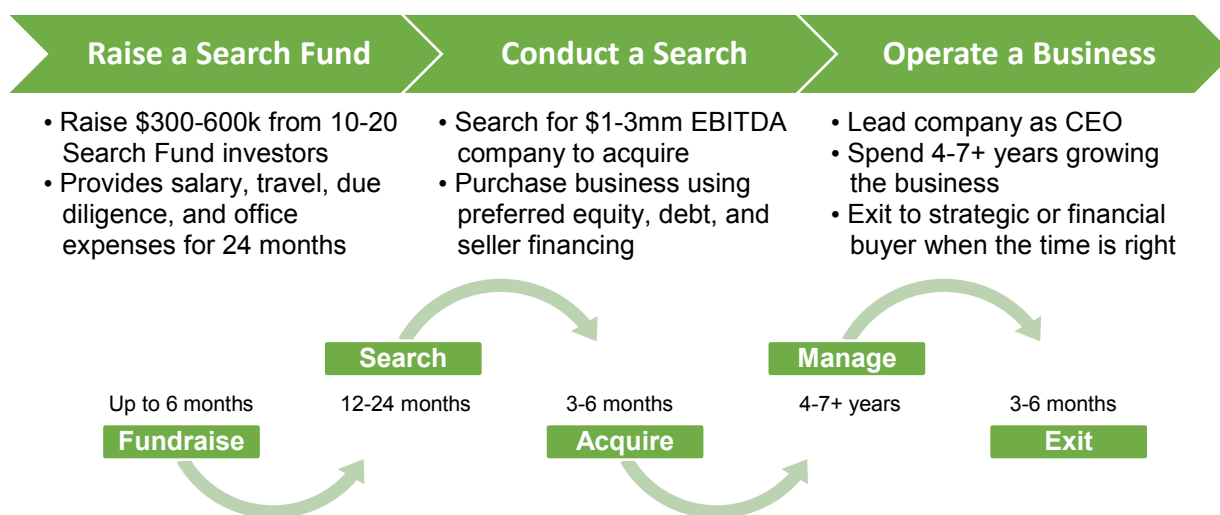 Raise a Search Fund
Conduct a Search
Operate a Business
• Raise $300-600k from 10-20
Search Fund investors
• Provides salary, travel, due
diligence, and office
expenses for 24 months
• Search for $1-3mm EBITDA
company to acquire
• Purchase business using
preferred equity, debt, and
seller financing
• Lead company as CEO
• Spend 4-7+ years growing
the business
• Exit to strategic or financial
buyer when the time is right
Up to 6 months
Fundraise
Search
12-24 months
3-6 months
Acquire
Manage
4-7+ years
3-6 months
Exit